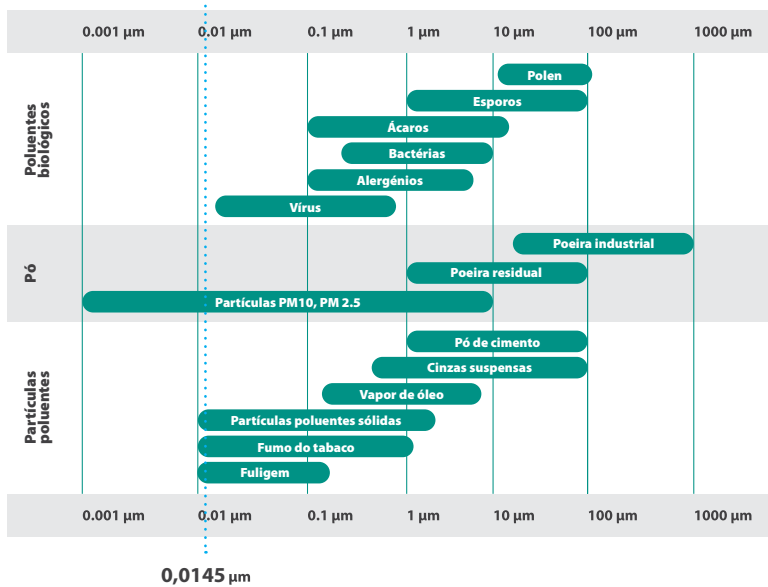 0.001 µm 0.01 µm 0.1 µm 1 µm 10 µm 100 µm 1000 µm
Poluentes
biológicos
Polen
Esporos
Ácaros
Bactérias
Alergénios
Vírus
Pó
Poeira industrial
Poeira residual
Partículas PM10, PM 2.5
Partículas
poluentes
Pó de cimento
Cinzas suspensas
Vapor de óleo
Partículas poluentes sólidas
Fumo do tabaco
Fuligem
0.001 µm 0.01 µm 0.1 µm 1 µm 10 µm 100 µm 1000 µm
0,0145 µm